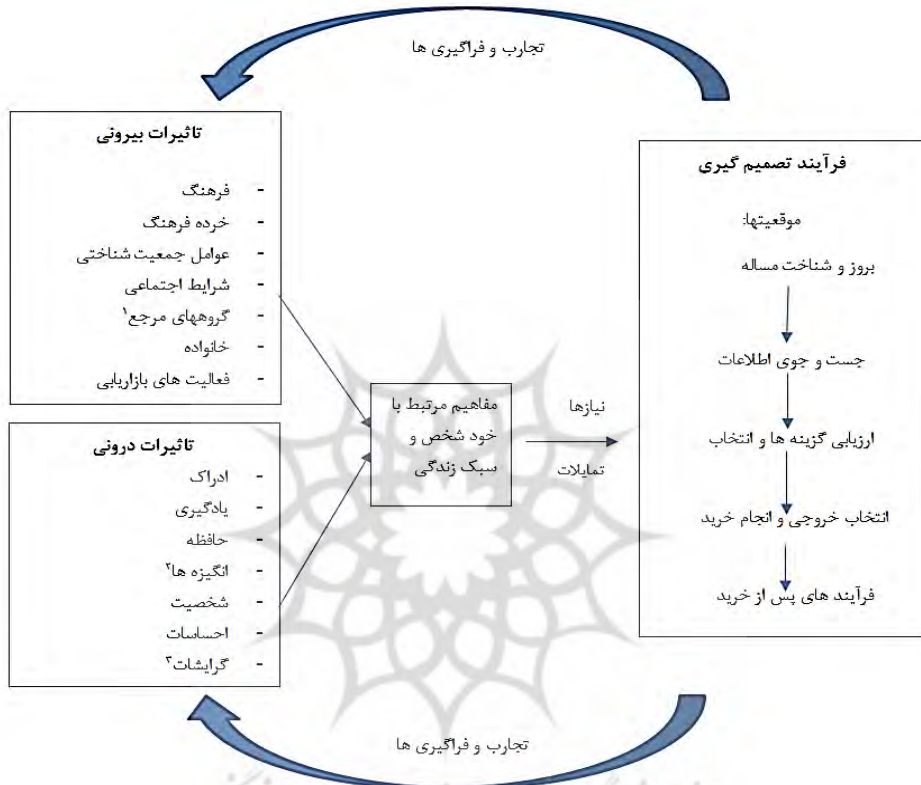 تجارب و فراگیری ها
تاثیرات بیرونی
فرهنگ -
خرده فرهنگ -
عوامل جمعیت شناختی -
شرایط اجتماعی -
گروههای مرجع۱ -
خانواده -
فعالیت های بازاریابی -
تاثیرات درونی
ادراک -
یادگیری -
حافظه -
انگیزه ها۲ -
شخصیت -
احساسات -
گرایشات۳ -
مفاهیم مرتبط با
خود شخص و
سبک زندگی
نیازها
تمایلات
فرآیند تصمیم گیری
موقعیتها:
بروز و شناخت مساله
جست و جوی اطلاعات
ارزیابی گزینه ها و انتخاب
انتخاب خروجی و انجام خرید
فرآیند های پس از خرید
تجارب و فراگیری ها